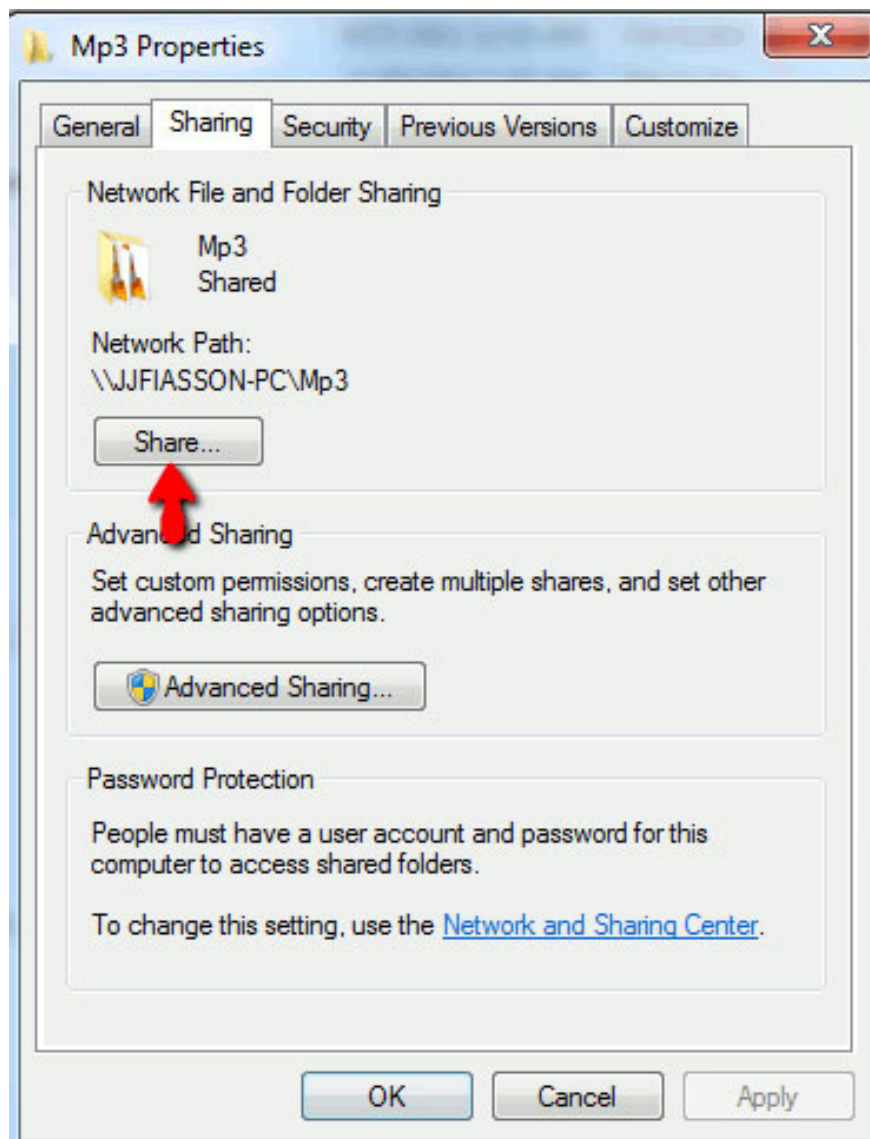 Mp3 Properties
General Sharing Security Previous Versions Customize
Network File and Folder Sharing
Mp3
Shared
Network Path:
\\JJFIASSON-PC\Mp3
Share...
Advanced Sharing
Set custom permissions, create multiple shares, and set other
advanced sharing options.
Advanced Sharing...
Password Protection
People must have a user account and password for this
computer to access shared folders.
To change this setting, use the Network and Sharing Center.
OK Cancel Apply